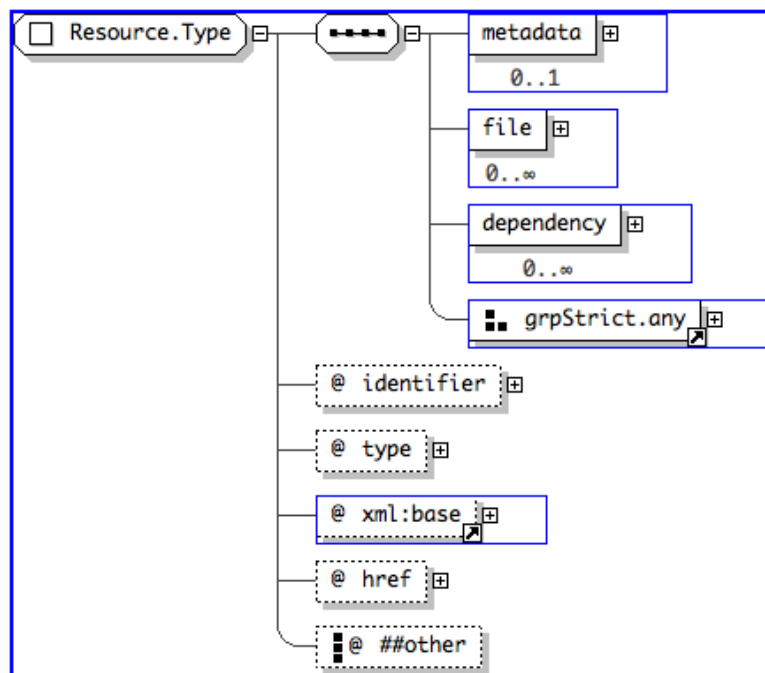 Resource.Type
metadata
0..1
file
0..∞
dependency
0..∞
grpStrict.any
@ identifier
@ type
@ xml:base
@ href
@ ##other